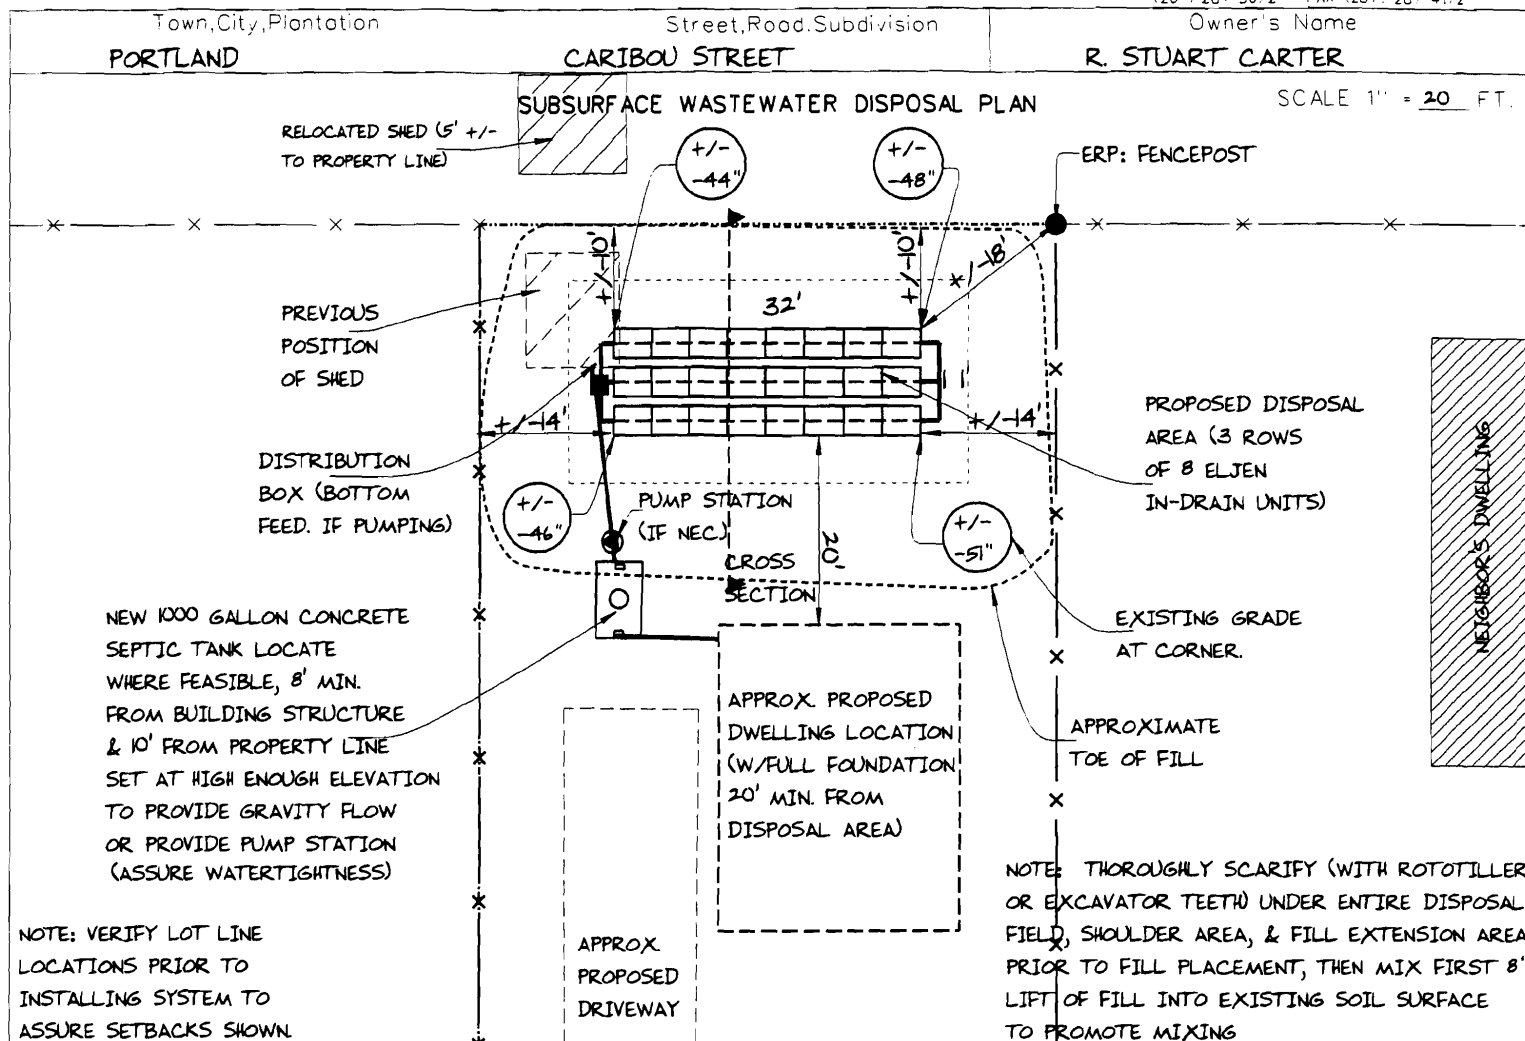 Town,City,Plantation
Street,Road.Subdivision
Owner's Name
PORTLAND
CARIBOU STREET
R. STUART CARTER
SUBSURFACE WASTEWATER DISPOSAL PLAN
SCALE 1" = 20 FT.
RELOCATED SHED (5' +/-
TO PROPERTY LINE)
+/-
-44"
+/-
-48"
ERP: FENCEPOST
+/-10'
+/-10'
+/-18'
32'
PREVIOUS
POSITION
OF SHED
+/-14'
+/-14'
PROPOSED DISPOSAL
AREA (3 ROWS
OF 8 ELJEN
IN-DRAIN UNITS)
DISTRIBUTION
BOX (BOTTOM
FEED. IF PUMPING)
+/-
-46"
PUMP STATION
(IF NEC.)
+/-
-51"
20'
CROSS
SECTION
NEIGHBOR'S DWELLING
NEW 1000 GALLON CONCRETE
SEPTIC TANK LOCATE
WHERE FEASIBLE, 8' MIN.
FROM BUILDING STRUCTURE
& 10' FROM PROPERTY LINE
SET AT HIGH ENOUGH ELEVATION
TO PROVIDE GRAVITY FLOW
OR PROVIDE PUMP STATION
(ASSURE WATERTIGHTNESS)
EXISTING GRADE
AT CORNER.
APPROX. PROPOSED
DWELLING LOCATION
(W/FULL FOUNDATION
20' MIN. FROM
DISPOSAL AREA)
APPROXIMATE
TOE OF FILL
NOTE: VERIFY LOT LINE
LOCATIONS PRIOR TO
INSTALLING SYSTEM TO
ASSURE SETBACKS SHOWN.
APPROX.
PROPOSED
DRIVEWAY
NOTE: THOROUGHLY SCARIFY (WITH ROTOTILLER
OR EXCAVATOR TEETH) UNDER ENTIRE DISPOSAL
FIELD, SHOULDER AREA, & FILL EXTENSION AREA
PRIOR TO FILL PLACEMENT, THEN MIX FIRST 8"
LIFT OF FILL INTO EXISTING SOIL SURFACE
TO PROMOTE MIXING